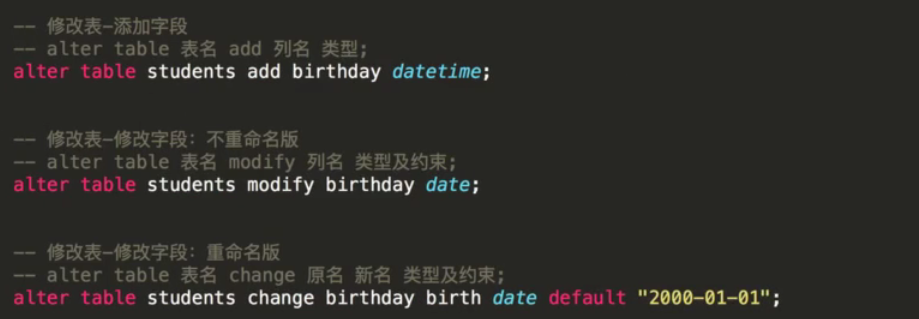 -- 修改表-添加字段
-- alter table 表名 add 列名 类型;
alter table students add birthday datetime;
-- 修改表-修改字段：不重命名版
-- alter table 表名 modify 列名 类型及约束;
alter table students modify birthday date;
-- 修改表-修改字段：重命名版
-- alter table 表名 change 原名 新名 类型及约束;
alter table students change birthday birth date default "2000-01-01";